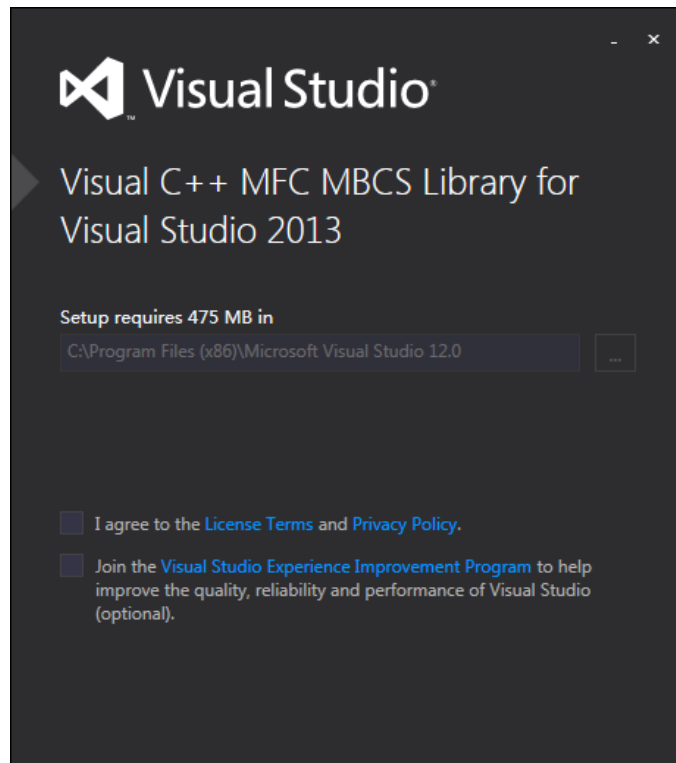 Visual Studio®
™
Visual C++ MFC MBCS Library for
Visual Studio 2013
Setup requires 475 MB in
C:\Program Files (x86)\Microsoft Visual Studio 12.0
...
I agree to the License Terms and Privacy Policy.
Join the Visual Studio Experience Improvement Program to help
improve the quality, reliability and performance of Visual Studio
(optional).